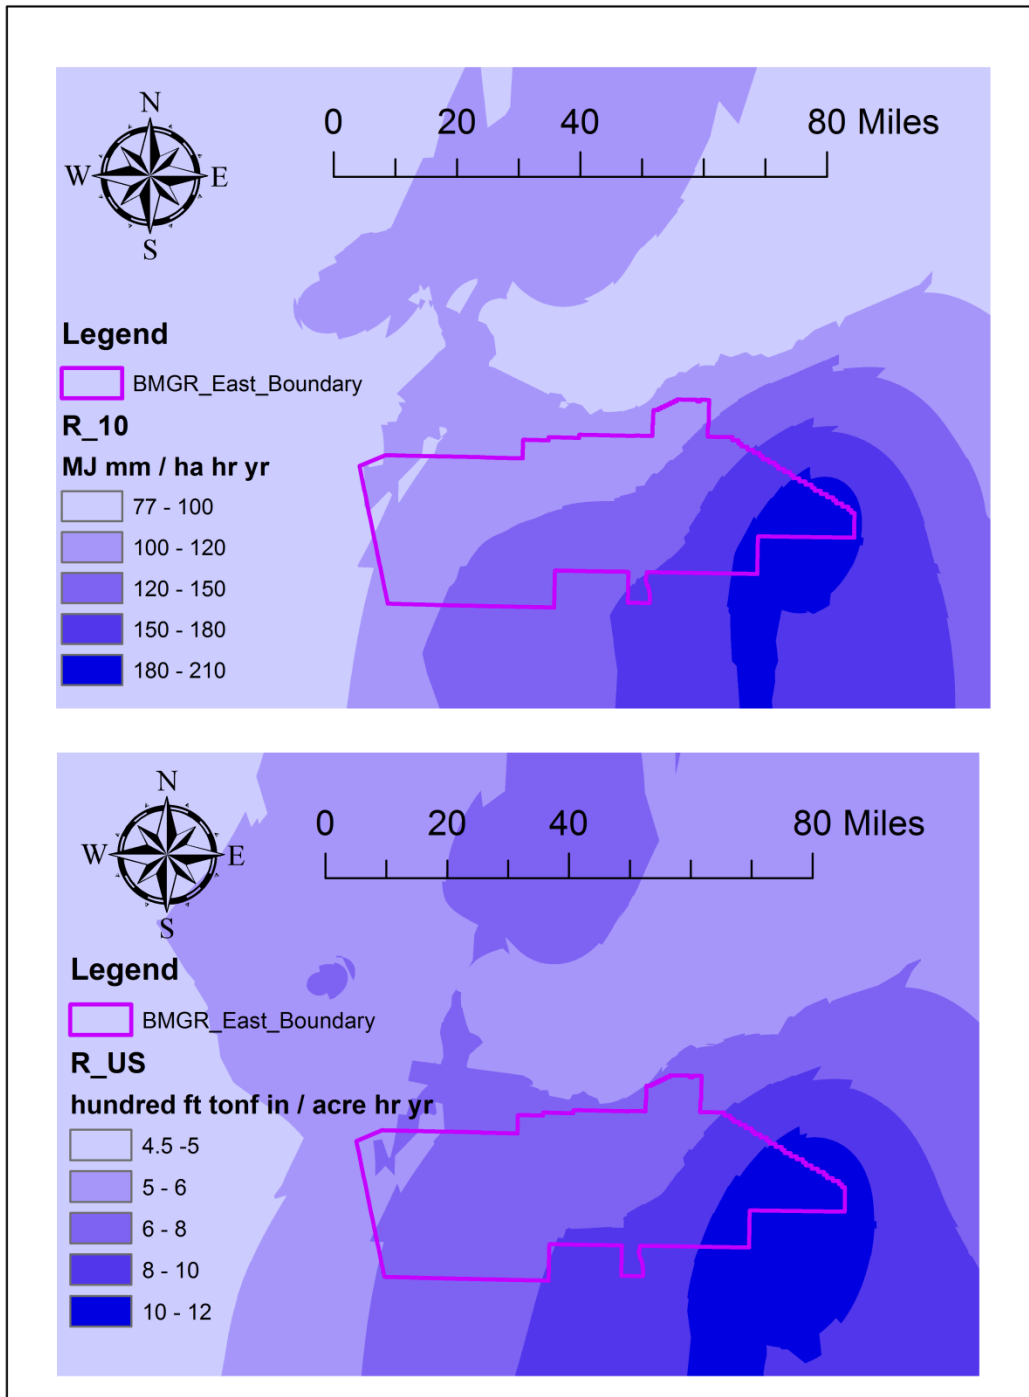 N
W E
S
0 20 40 80 Miles
Legend
BMGR_East_Boundary
R_10
MJ mm / ha hr yr
77 - 100
100 - 120
120 - 150
150 - 180
180 - 210
N
W E
S
0 20 40 80 Miles
Legend
BMGR_East_Boundary
R_US
hundred ft tonf in / acre hr yr
4.5 -5
5 - 6
6 - 8
8 - 10
10 - 12